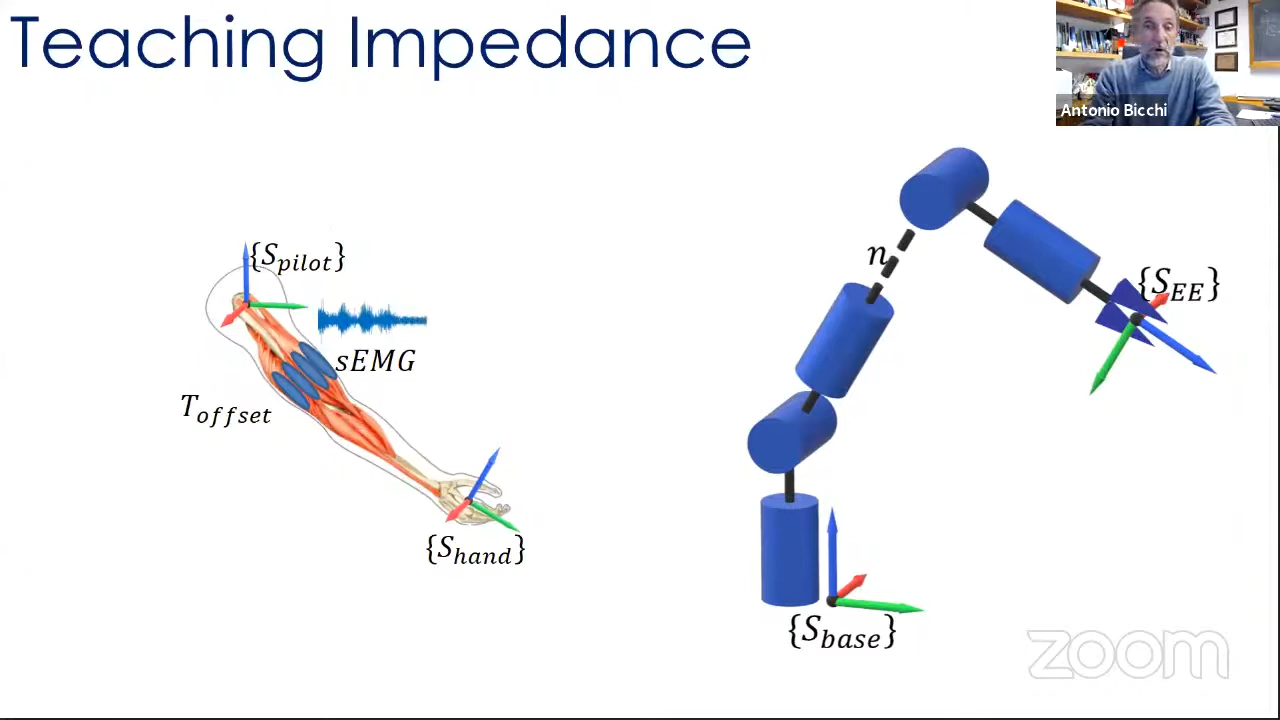 Teaching Impedance
Antonio Bicchi
{S_pilot}
sEMG
T_offset
{S_hand}
n
{S_EE}
{S_base}
zoom